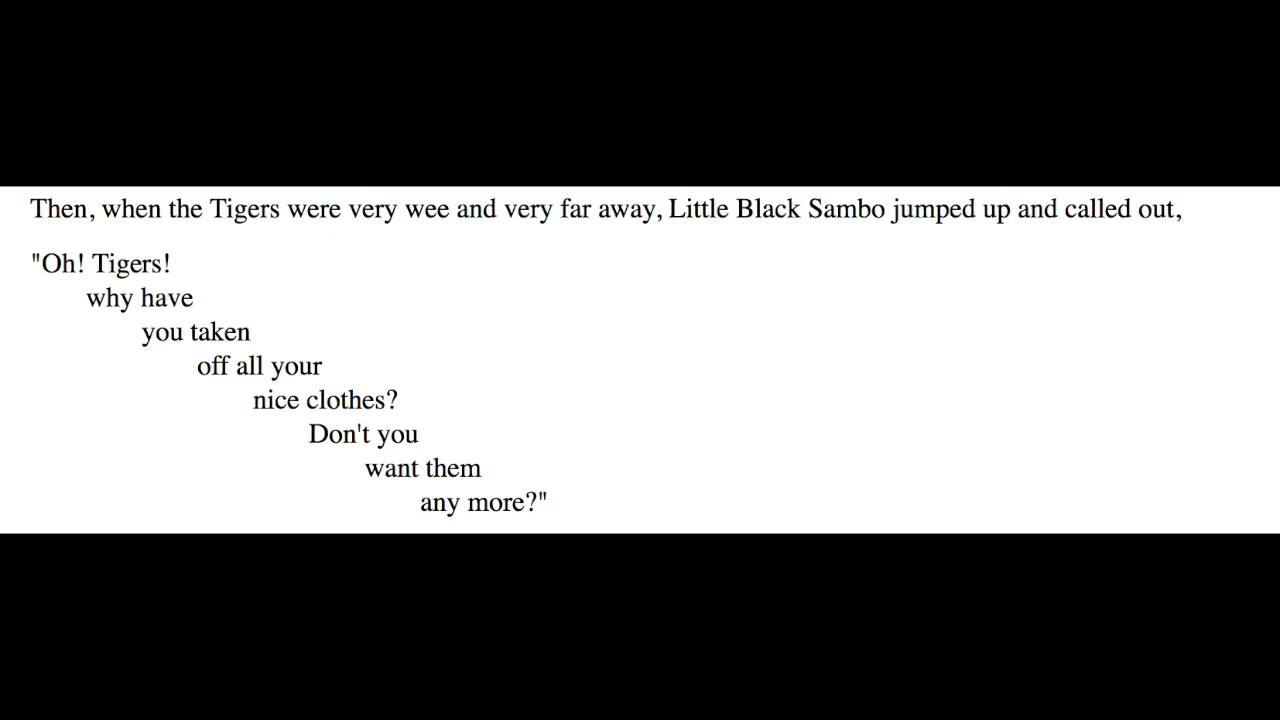 Then, when the Tigers were very wee and very far away, Little Black Sambo jumped up and called out,
"Oh! Tigers!
why have
you taken
off all your
nice clothes?
Don't you
want them
any more?"